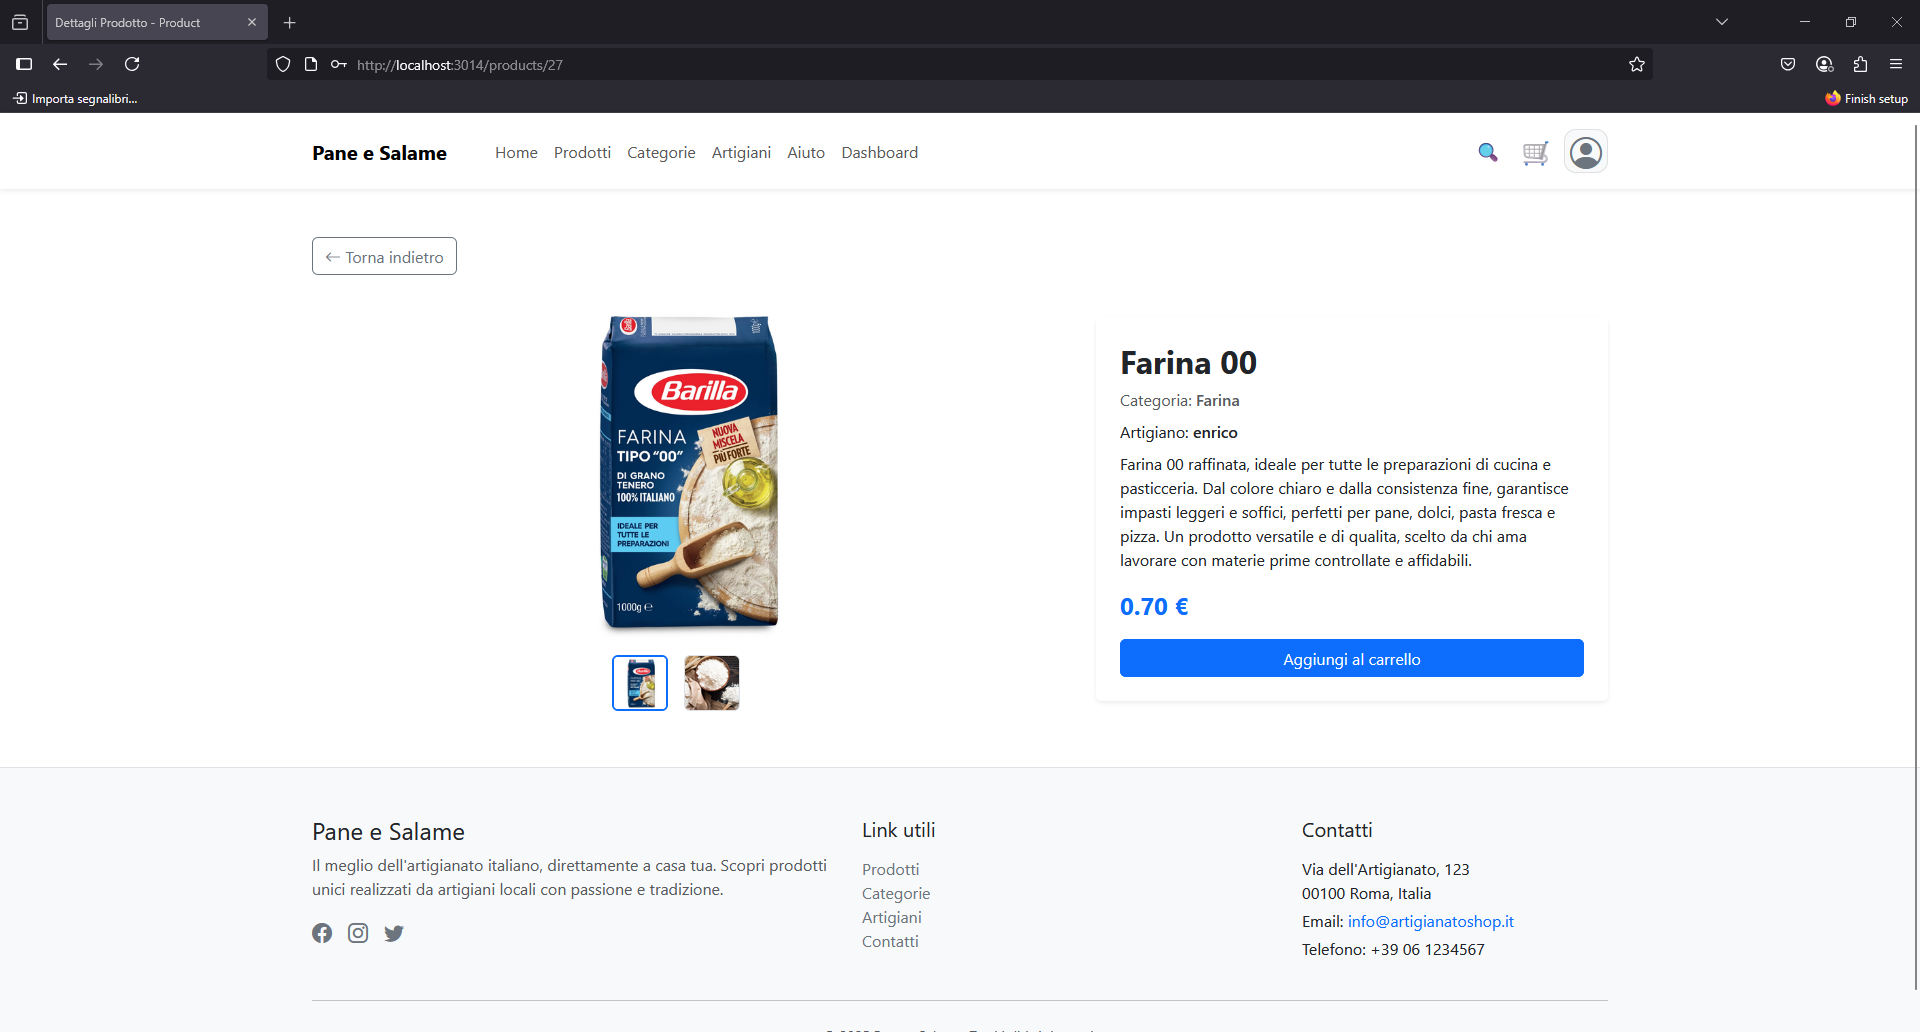 Dettagli Prodotto - Product
http://localhost:3014/products/27
Importa segnalibri...
Finish setup
Pane e Salame
Home Prodotti Categorie Artigiani Aiuto Dashboard
← Torna indietro
Barilla
FARINA
TIPO "00"
DI GRANO
TENERO
100% ITALIANO
NUOVA
MISCELA
PIÙ FORTE
IDEALE PER
TUTTE LE
PREPARAZIONI
1000g ℮
Farina 00
Categoria: Farina
Artigiano: enrico
Farina 00 raffinata, ideale per tutte le preparazioni di cucina e
pasticceria. Dal colore chiaro e dalla consistenza fine, garantisce
impasti leggeri e soffici, perfetti per pane, dolci, pasta fresca e
pizza. Un prodotto versatile e di qualita, scelto da chi ama
lavorare con materie prime controllate e affidabili.
0.70 €
Aggiungi al carrello
Pane e Salame
Il meglio dell'artigianato italiano, direttamente a casa tua. Scopri prodotti
unici realizzati da artigiani locali con passione e tradizione.
Link utili
Prodotti
Categorie
Artigiani
Contatti
Contatti
Via dell'Artigianato, 123
00100 Roma, Italia
Email: info@artigianatoshop.it
Telefono: +39 06 1234567